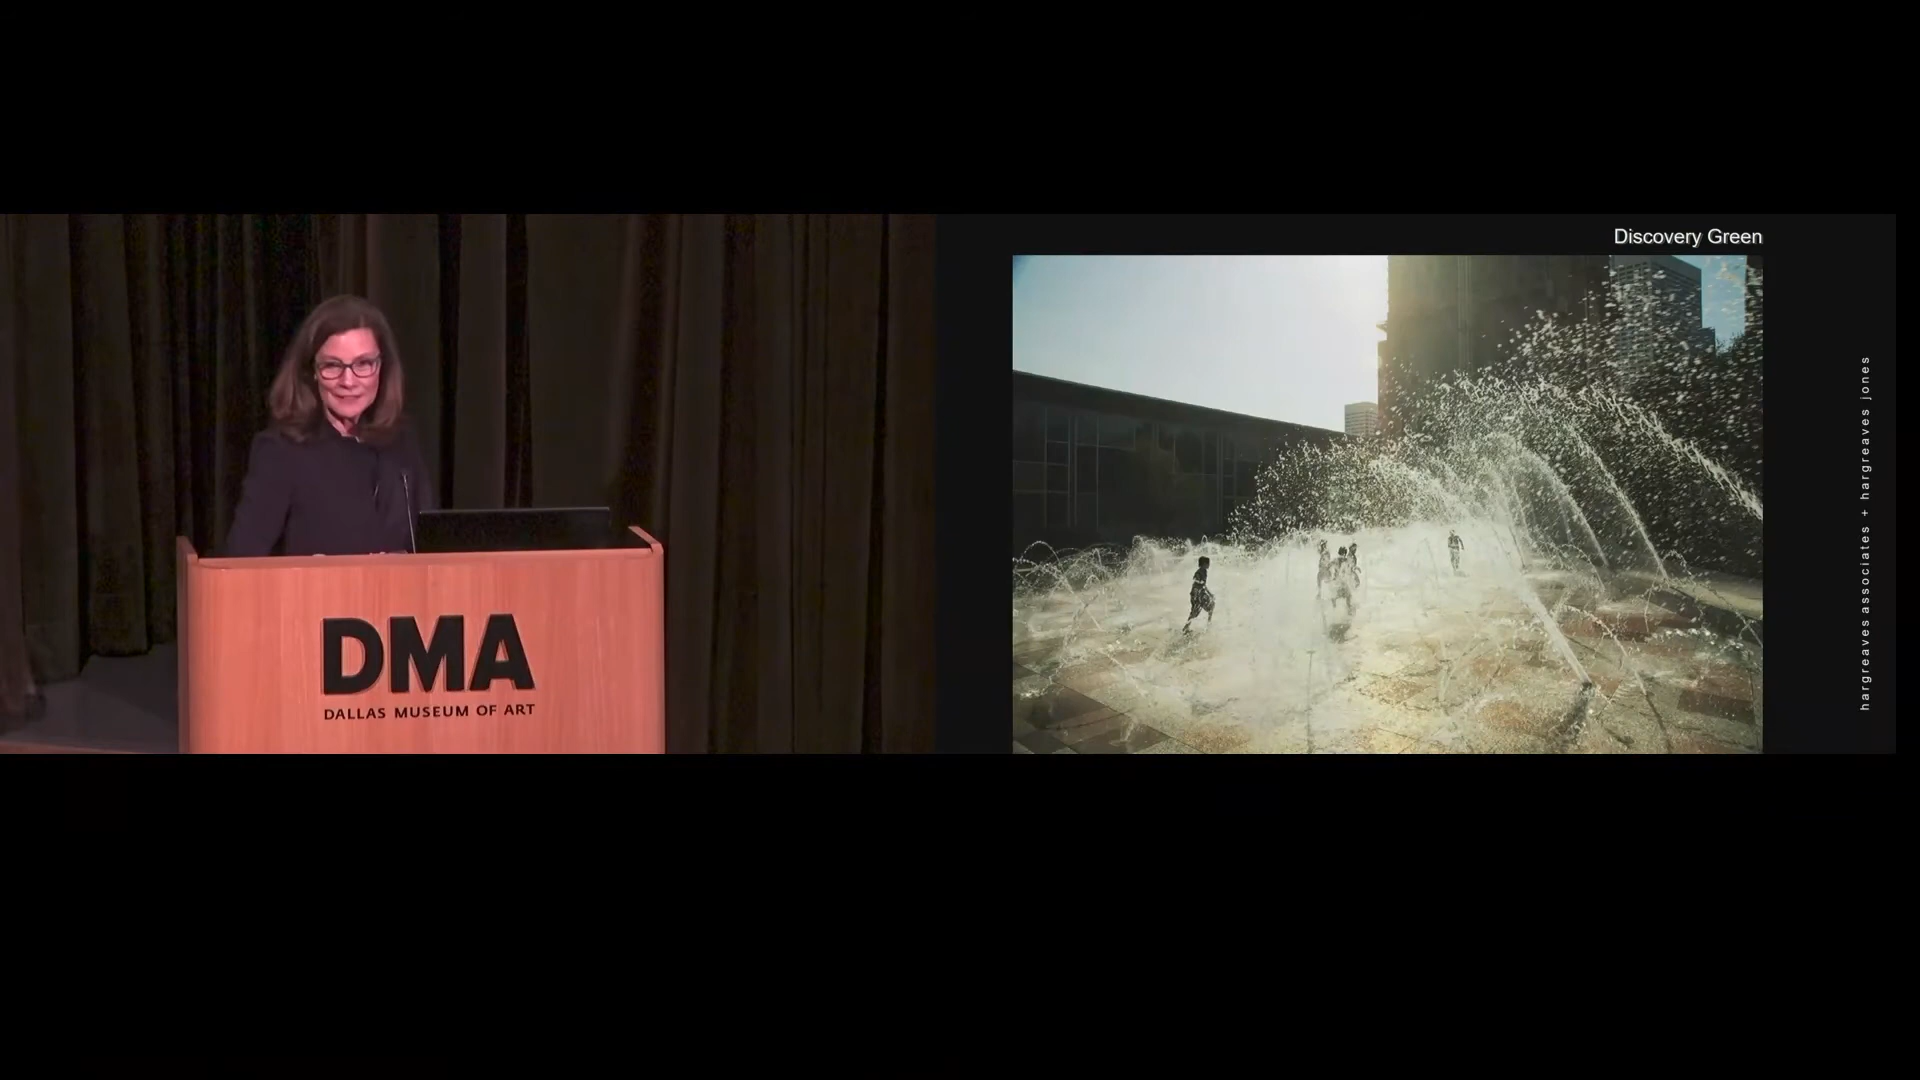 DMA
DALLAS MUSEUM OF ART
Discovery Green
hargreaves associates + hargreaves jones